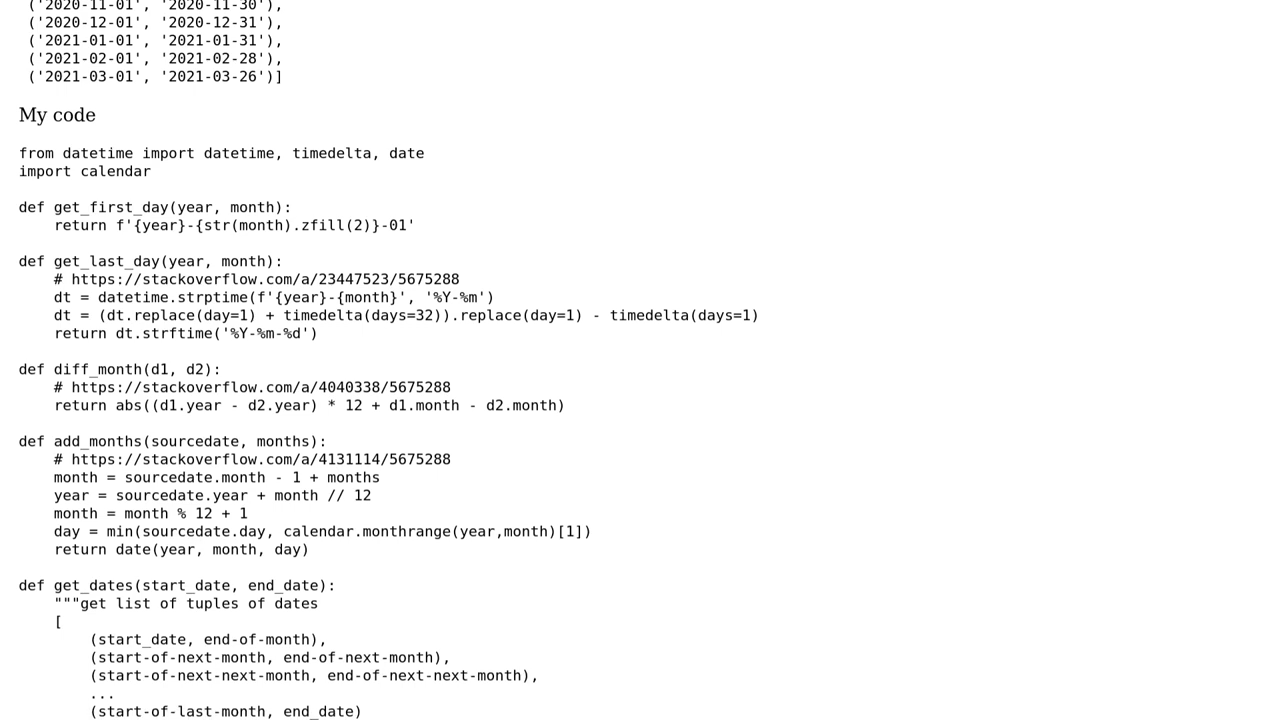 ('2020-11-01', '2020-11-30'),
('2020-12-01', '2020-12-31'),
('2021-01-01', '2021-01-31'),
('2021-02-01', '2021-02-28'),
('2021-03-01', '2021-03-26')]
My code
from datetime import datetime, timedelta, date
import calendar
def get_first_day(year, month):
    return f'{year}-{str(month).zfill(2)}-01'
def get_last_day(year, month):
    # https://stackoverflow.com/a/23447523/5675288
    dt = datetime.strptime(f'{year}-{month}', '%Y-%m')
    dt = (dt.replace(day=1) + timedelta(days=32)).replace(day=1) - timedelta(days=1)
    return dt.strftime('%Y-%m-%d')
def diff_month(d1, d2):
    # https://stackoverflow.com/a/4040338/5675288
    return abs((d1.year - d2.year) * 12 + d1.month - d2.month)
def add_months(sourcedate, months):
    # https://stackoverflow.com/a/4131114/5675288
    month = sourcedate.month - 1 + months
    year = sourcedate.year + month // 12
    month = month % 12 + 1
    day = min(sourcedate.day, calendar.monthrange(year,month)[1])
    return date(year, month, day)
def get_dates(start_date, end_date):
    """get list of tuples of dates
    [
        (start_date, end-of-month),
        (start-of-next-month, end-of-next-month),
        (start-of-next-next-month, end-of-next-next-month),
        ...
        (start-of-last-month, end_date)